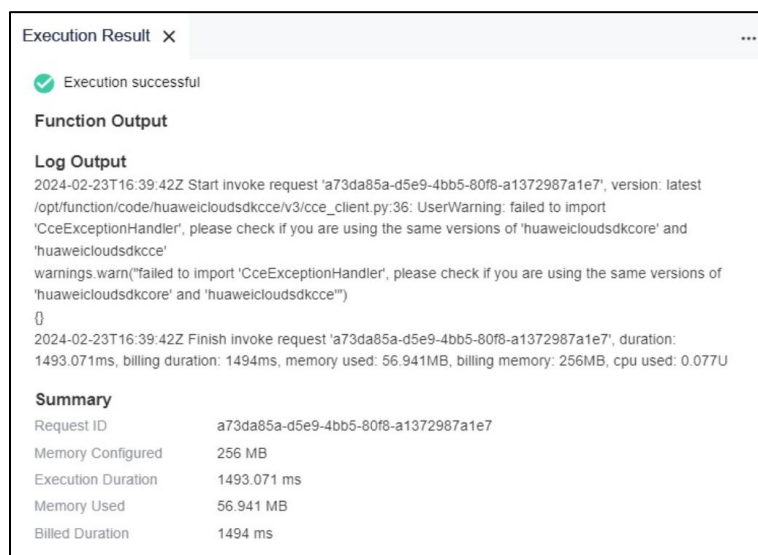 Execution Result ×
...
Execution successful
Function Output
Log Output
2024-02-23T16:39:42Z Start invoke request 'a73da85a-d5e9-4bb5-80f8-a1372987a1e7', version: latest
/opt/function/code/huaweicloudsdkcce/v3/cce_client.py:36: UserWarning: failed to import
'CceExceptionHandler', please check if you are using the same versions of 'huaweicloudsdkcore' and
'huaweicloudsdkcce'
warnings.warn("failed to import 'CceExceptionHandler', please check if you are using the same versions of
'huaweicloudsdkcore' and 'huaweicloudsdkcce'")
{}
2024-02-23T16:39:42Z Finish invoke request 'a73da85a-d5e9-4bb5-80f8-a1372987a1e7', duration:
1493.071ms, billing duration: 1494ms, memory used: 56.941MB, billing memory: 256MB, cpu used: 0.077U
Summary
Request ID a73da85a-d5e9-4bb5-80f8-a1372987a1e7
Memory Configured 256 MB
Execution Duration 1493.071 ms
Memory Used 56.941 MB
Billed Duration 1494 ms